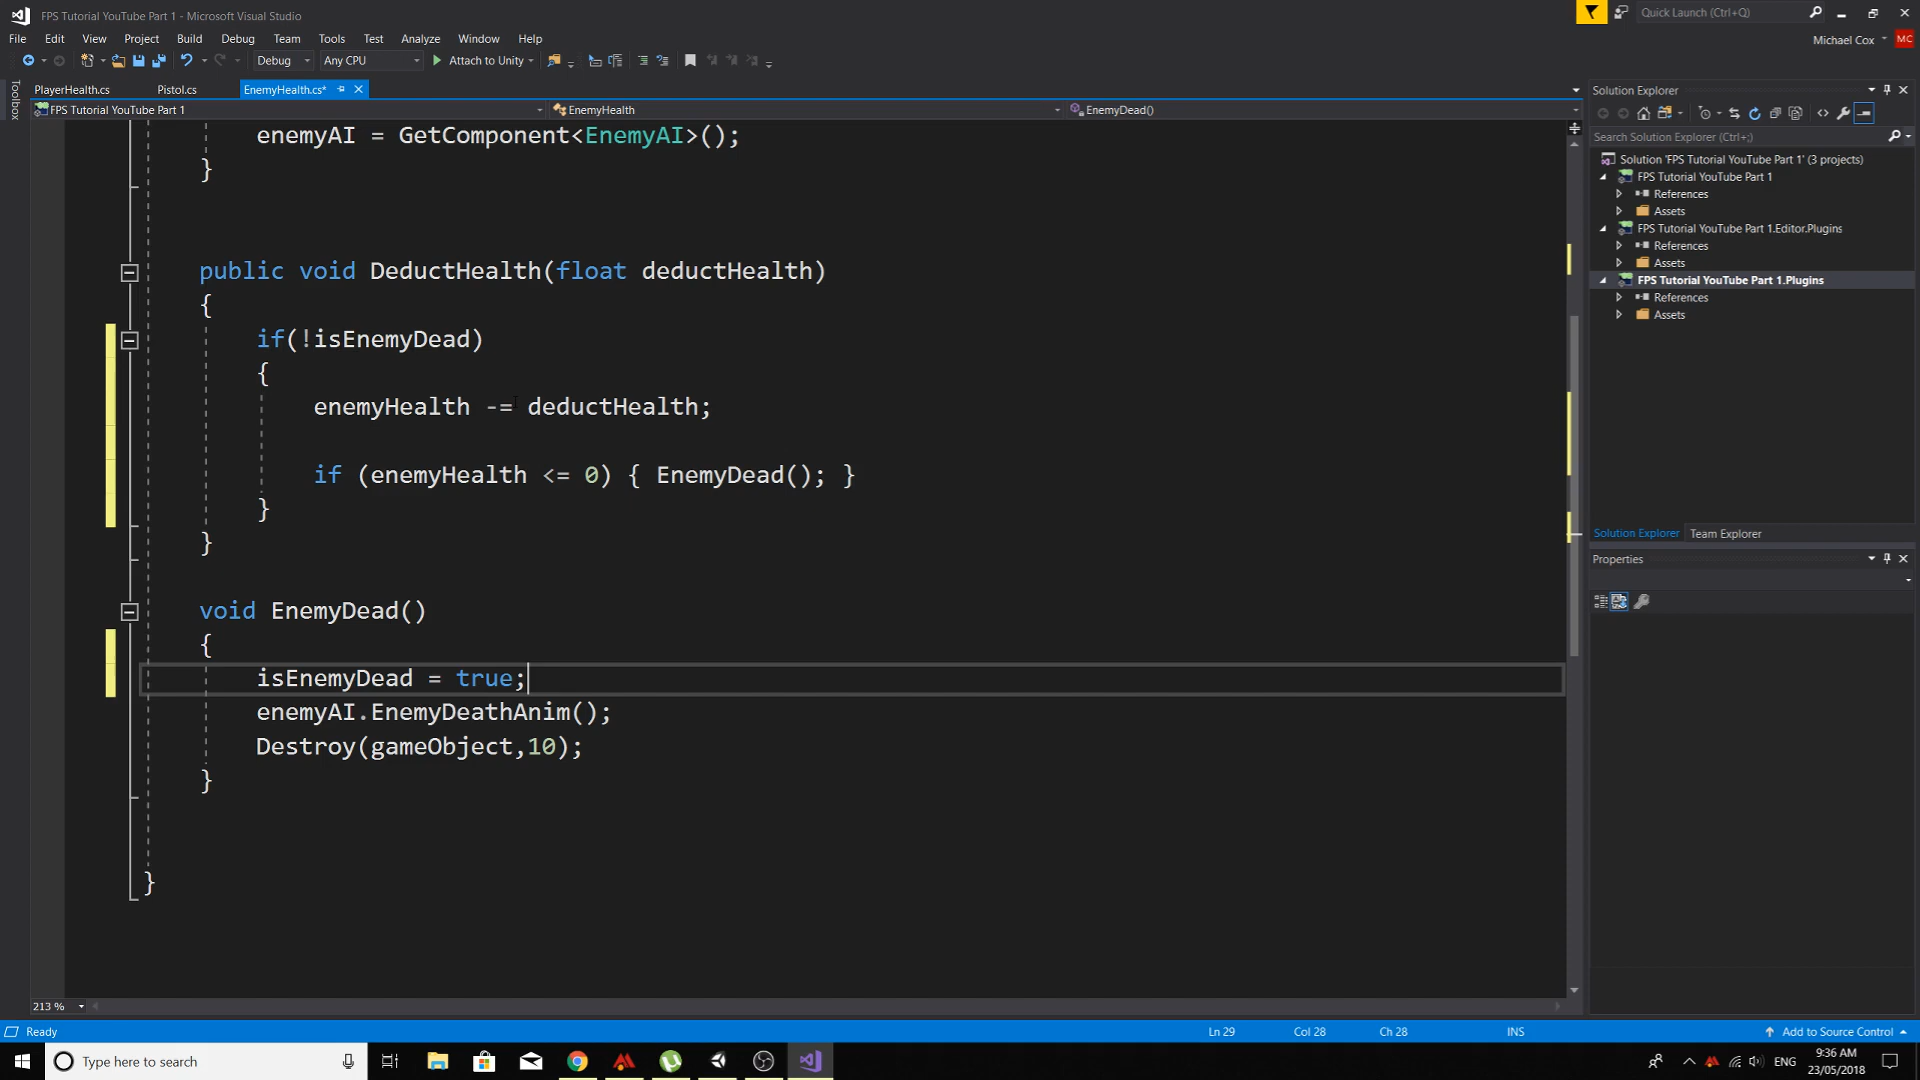 FPS Tutorial YouTube Part 1 - Microsoft Visual Studio
Quick Launch (Ctrl+Q)
File Edit View Project Build Debug Team Tools Test Analyze Window Help
Michael Cox MC
Debug Any CPU Attach to Unity
Toolbox
PlayerHealth.cs Pistol.cs EnemyHealth.cs*
FPS Tutorial YouTube Part 1 EnemyHealth EnemyDead()
enemyAI = GetComponent<EnemyAI>();
}
public void DeductHealth(float deductHealth)
{
if(!isEnemyDead)
{
enemyHealth -= deductHealth;
if (enemyHealth <= 0) { EnemyDead(); }
}
}
void EnemyDead()
{
isEnemyDead = true;
enemyAI.EnemyDeathAnim();
Destroy(gameObject,10);
}
}
213 %
Solution Explorer
Search Solution Explorer (Ctrl+;)
Solution 'FPS Tutorial YouTube Part 1' (3 projects)
FPS Tutorial YouTube Part 1
References
Assets
FPS Tutorial YouTube Part 1.Editor.Plugins
References
Assets
FPS Tutorial YouTube Part 1.Plugins
References
Assets
Solution Explorer Team Explorer
Properties
Ready Ln 29 Col 28 Ch 28 INS Add to Source Control
Type here to search
ENG
9:36 AM
23/05/2018